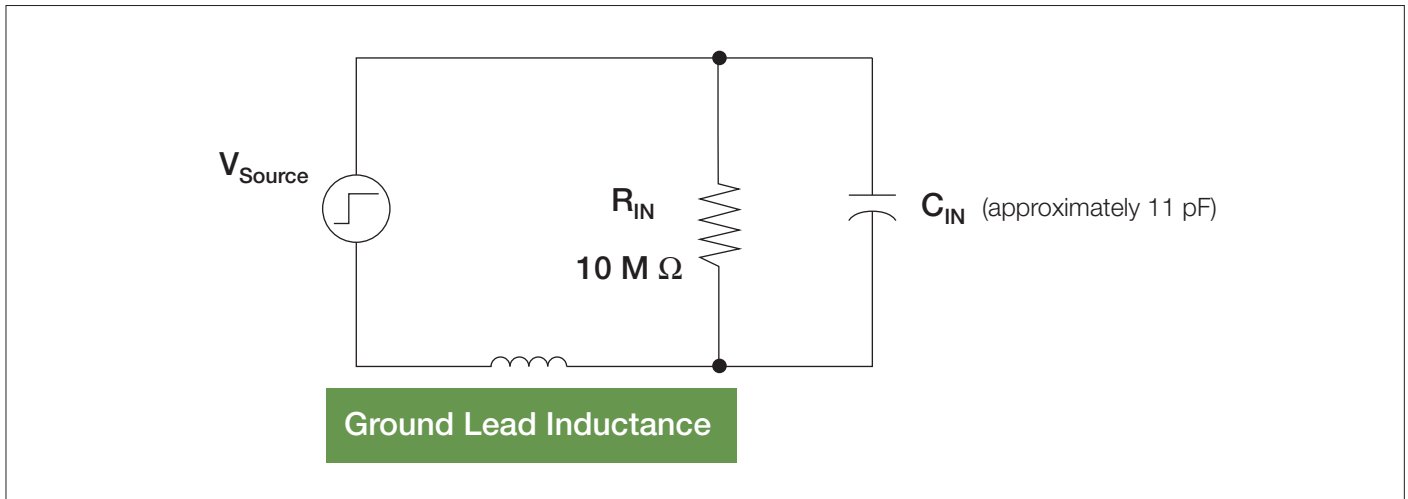 V_Source
R_IN
10 M Ω
C_IN (approximately 11 pF)
Ground Lead Inductance